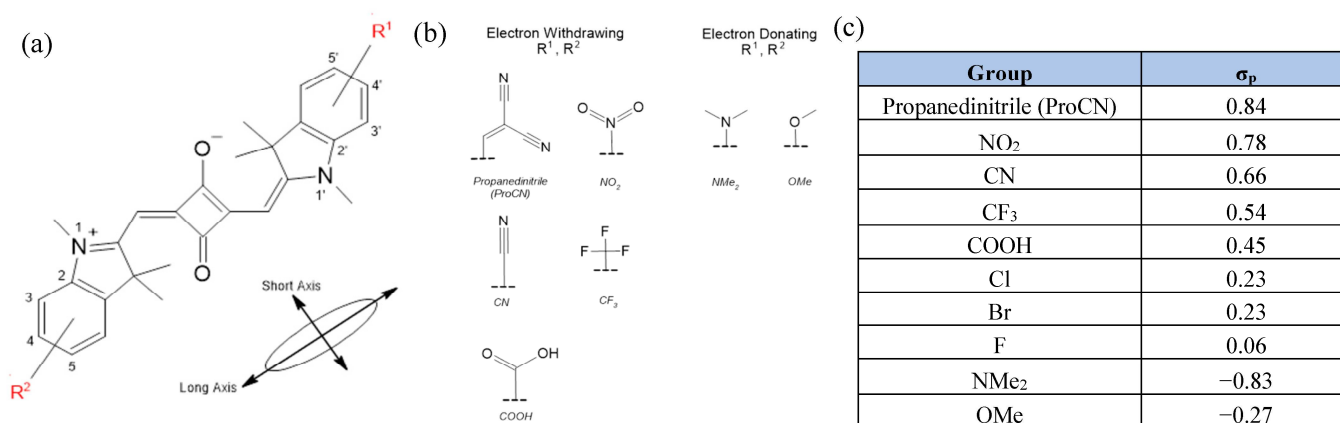 (a)
R¹
5'
4'
3'
2'
N
1'
O⁻
O
1
N
+
2
3
4
5
R²
Short Axis
Long Axis
(b)
Electron Withdrawing
R¹, R²
Electron Donating
R¹, R²
N
N
Propanedinitrile
(ProCN)
O
O
N
NO₂
N
NMe₂
O
OMe
N
CN
F
F
F
CF₃
O
OH
COOH
(c)
Group σₚ
Propanedinitrile (ProCN) 0.84
NO₂ 0.78
CN 0.66
CF₃ 0.54
COOH 0.45
Cl 0.23
Br 0.23
F 0.06
NMe₂ −0.83
OMe −0.27